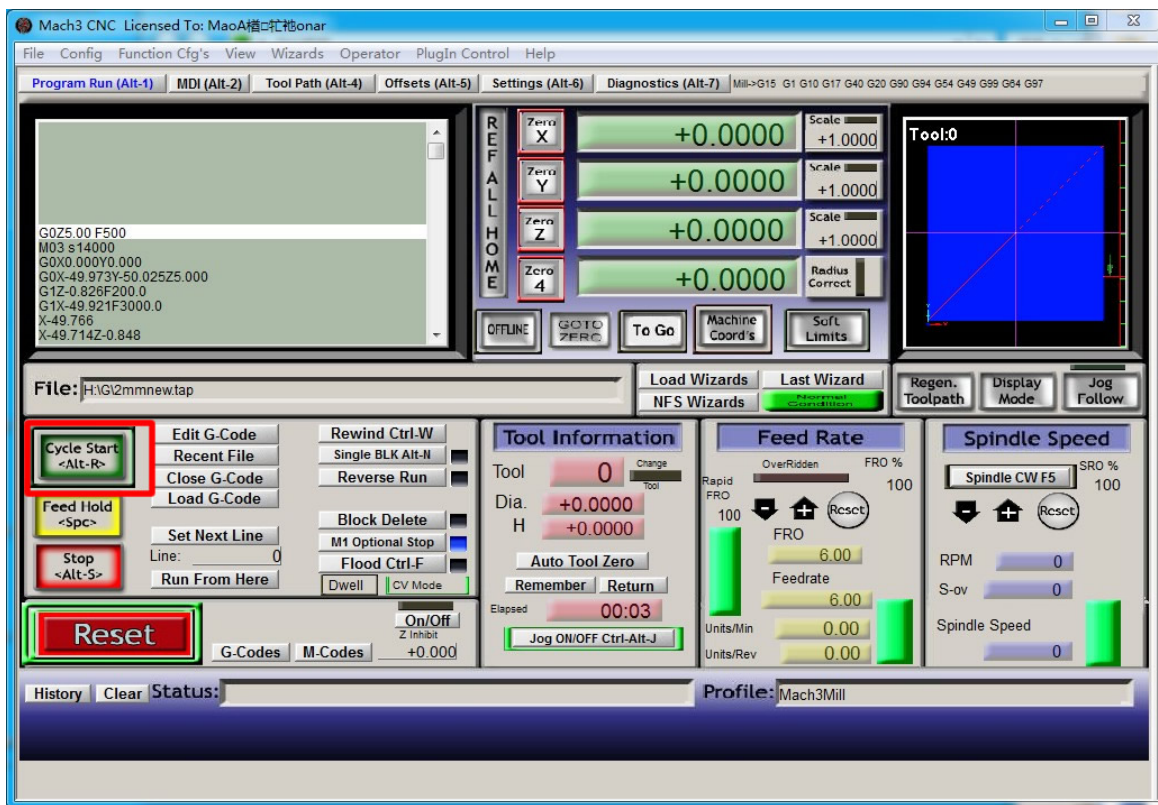 Mach3 CNC Licensed To: MaoA楿□牤衪onar
File Config Function Cfg's View Wizards Operator PlugIn Control Help
Program Run (Alt-1) MDI (Alt-2) Tool Path (Alt-4) Offsets (Alt-5) Settings (Alt-6) Diagnostics (Alt-7) Mill->G15 G1 G10 G17 G40 G20 G90 G94 G54 G49 G99 G64 G97
G0Z5.00 F500
M03 s14000
G0X0.000Y0.000
G0X-49.973Y-50.025Z5.000
G1Z-0.826F200.0
G1X-49.921F3000.0
X-49.766
X-49.714Z-0.848
REF ALL HOME
Zero X +0.0000 Scale +1.0000
Zero Y +0.0000 Scale +1.0000
Zero Z +0.0000 Scale +1.0000
Zero 4 +0.0000 Radius Correct
OFFLINE GOTO ZERO To Go Machine Coord's Soft Limits
Tool:0
File: H:\G\2mmnew.tap
Load Wizards Last Wizard
NFS Wizards Normal Condition
Regen. Toolpath Display Mode Jog Follow
Cycle Start <Alt-R>
Feed Hold <Spc>
Stop <Alt-S>
Edit G-Code
Recent File
Close G-Code
Load G-Code
Set Next Line
Line: 0
Run From Here
Rewind Ctrl-W
Single BLK Alt-N
Reverse Run
Block Delete
M1 Optional Stop
Flood Ctrl-F
Dwell CV Mode
Reset
G-Codes M-Codes
On/Off
Z Inhibit
+0.000
Tool Information
Tool 0 Change Tool
Dia. +0.0000
H +0.0000
Auto Tool Zero
Remember Return
Elapsed 00:03
Jog ON/OFF Ctrl-Alt-J
Feed Rate
OverRidden FRO %
100
Rapid FRO
100
Reset
FRO
6.00
Feedrate
6.00
Units/Min 0.00
Units/Rev 0.00
Spindle Speed
Spindle CW F5
SRO %
100
Reset
RPM 0
S-ov 0
Spindle Speed
0
History Clear Status:
Profile: Mach3Mill